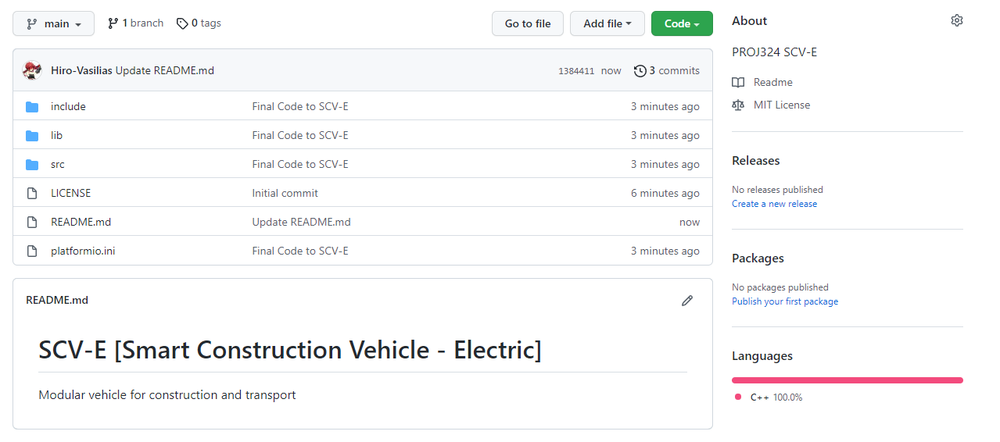 main 1 branch 0 tags Go to file Add file Code
Hiro-Vasilias Update README.md 1384411 now 3 commits
include Final Code to SCV-E 3 minutes ago
lib Final Code to SCV-E 3 minutes ago
src Final Code to SCV-E 3 minutes ago
LICENSE Initial commit 6 minutes ago
README.md Update README.md now
platformio.ini Final Code to SCV-E 3 minutes ago
README.md
SCV-E [Smart Construction Vehicle - Electric]
Modular vehicle for construction and transport
About
PROJ324 SCV-E
Readme
MIT License
Releases
No releases published
Create a new release
Packages
No packages published
Publish your first package
Languages
C++ 100.0%